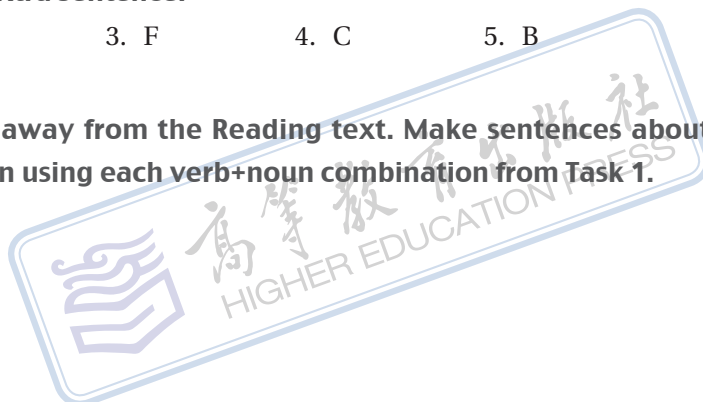 3. F 4. C 5. B
away from the Reading text. Make sentences about
n using each verb+noun combination from Task 1.
高等教育出版社
HIGHER EDUCATION PRESS